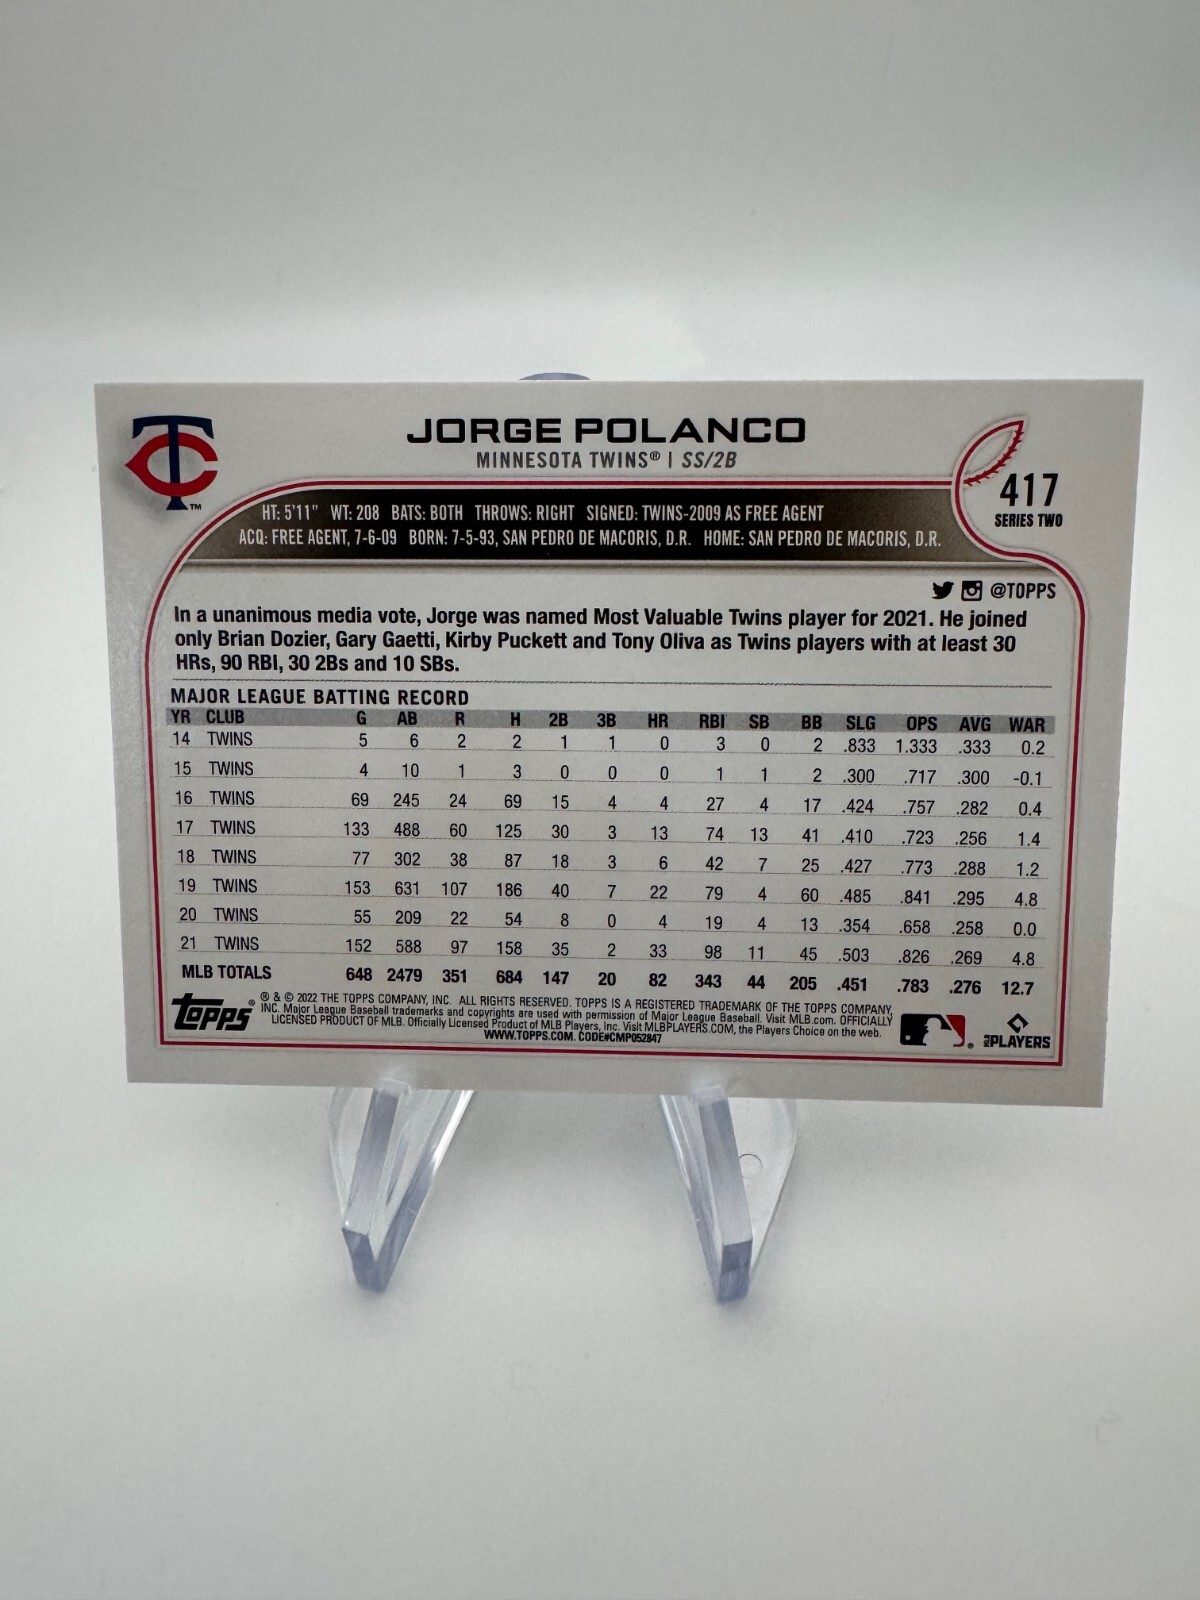 TC™
JORGE POLANCO
MINNESOTA TWINS® | SS/2B
417
SERIES TWO
HT: 5'11" WT: 208 BATS: BOTH THROWS: RIGHT SIGNED: TWINS-2009 AS FREE AGENT
ACQ: FREE AGENT, 7-6-09 BORN: 7-5-93, SAN PEDRO DE MACORIS, D.R. HOME: SAN PEDRO DE MACORIS, D.R.
@TOPPS
In a unanimous media vote, Jorge was named Most Valuable Twins player for 2021. He joined
only Brian Dozier, Gary Gaetti, Kirby Puckett and Tony Oliva as Twins players with at least 30
HRs, 90 RBI, 30 2Bs and 10 SBs.
MAJOR LEAGUE BATTING RECORD
YR CLUB G AB R H 2B 3B HR RBI SB BB SLG OPS AVG WAR
14 TWINS 5 6 2 2 1 1 0 3 0 2 .833 1.333 .333 0.2
15 TWINS 4 10 1 3 0 0 0 1 1 2 .300 .717 .300 -0.1
16 TWINS 69 245 24 69 15 4 4 27 4 17 .424 .757 .282 0.4
17 TWINS 133 488 60 125 30 3 13 74 13 41 .410 .723 .256 1.4
18 TWINS 77 302 38 87 18 3 6 42 7 25 .427 .773 .288 1.2
19 TWINS 153 631 107 186 40 7 22 79 4 60 .485 .841 .295 4.8
20 TWINS 55 209 22 54 8 0 4 19 4 13 .354 .658 .258 0.0
21 TWINS 152 588 97 158 35 2 33 98 11 45 .503 .826 .269 4.8
MLB TOTALS 648 2479 351 684 147 20 82 343 44 205 .451 .783 .276 12.7
topps®
® & © 2022 THE TOPPS COMPANY, INC. ALL RIGHTS RESERVED. TOPPS IS A REGISTERED TRADEMARK OF THE TOPPS COMPANY,
INC. Major League Baseball trademarks and copyrights are used with permission of Major League Baseball. Visit MLB.com. OFFICIALLY
LICENSED PRODUCT OF MLB. Officially Licensed Product of MLB Players, Inc. Visit MLBPLAYERS.COM, the Players Choice on the web.
WWW.TOPPS.COM. CODE#CMP052847
MLB PLAYERS